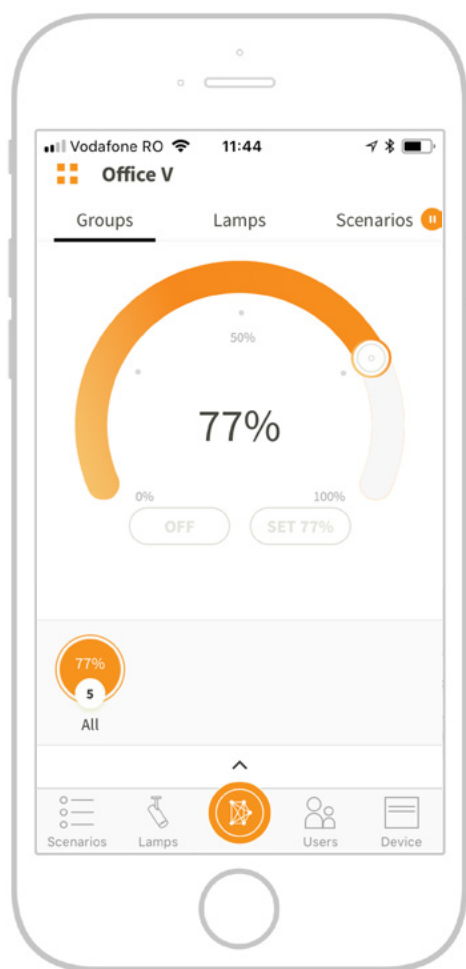 Vodafone RO 11:44
Office V
Groups Lamps Scenarios
50%
77%
0% 100%
OFF SET 77%
77%
5
All
Scenarios Lamps Users Device